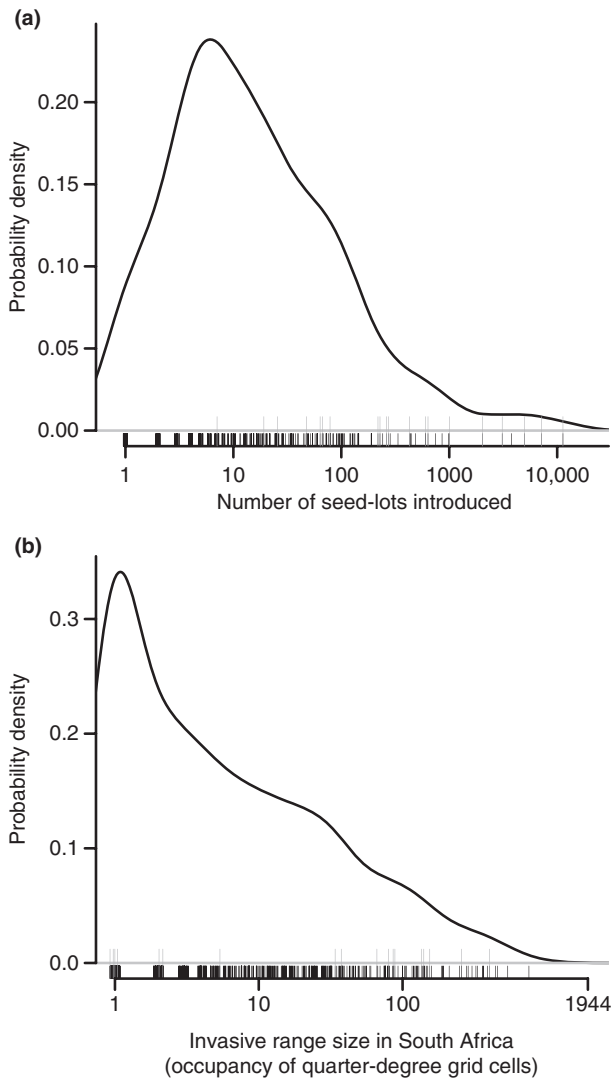 (a)
0.20
0.15
0.10
0.05
0.00
Probability density
1 10 100 1000 10,000
Number of seed-lots introduced
(b)
0.3
0.2
0.1
0.0
Probability density
1 10 100 1944
Invasive range size in South Africa
(occupancy of quarter-degree grid cells)